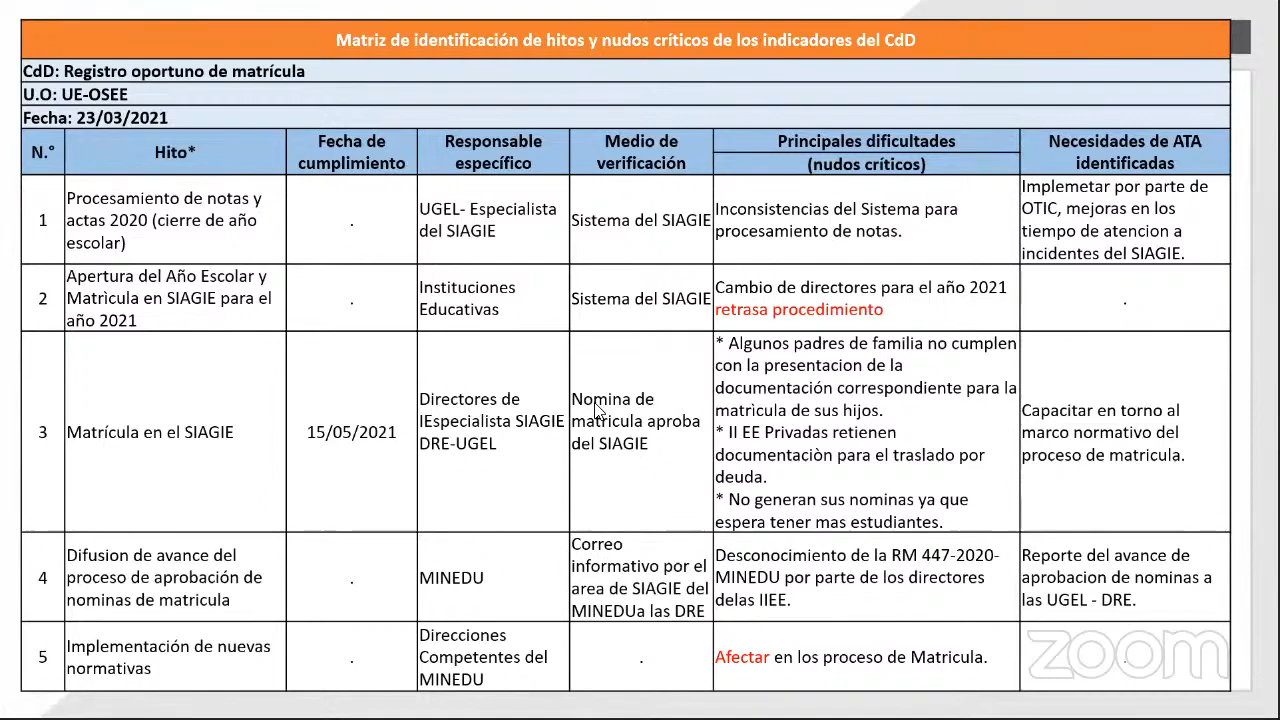 Matriz de identificación de hitos y nudos críticos de los indicadores del CdD
CdD: Registro oportuno de matrícula
U.O: UE-OSEE
Fecha: 23/03/2021
N.°
Hito*
Fecha de
cumplimiento
Responsable
específico
Medio de
verificación
Principales dificultades
(nudos críticos)
Necesidades de ATA
identificadas
1
Procesamiento de notas y
actas 2020 (cierre de año
escolar)
.
UGEL- Especialista
del SIAGIE
Sistema del SIAGIE
Inconsistencias del Sistema para
procesamiento de notas.
Implemetar por parte de
OTIC, mejoras en los
tiempo de atencion a
incidentes del SIAGIE.
2
Apertura del Año Escolar y
Matrìcula en SIAGIE para el
año 2021
.
Instituciones
Educativas
Sistema del SIAGIE
Cambio de directores para el año 2021
retrasa procedimiento
.
3
Matrícula en el SIAGIE
15/05/2021
Directores de
IEspecialista SIAGIE
DRE-UGEL
Nomina de
matricula aproba
del SIAGIE
* Algunos padres de familia no cumplen
con la presentacion de la
documentación correspondiente para la
matrìcula de sus hijos.
* II EE Privadas retienen
documentaciòn para el traslado por
deuda.
* No generan sus nominas ya que
espera tener mas estudiantes.
Capacitar en torno al
marco normativo del
proceso de matricula.
4
Difusion de avance del
proceso de aprobación de
nominas de matricula
.
MINEDU
Correo
informativo por el
area de SIAGIE del
MINEDUa las DRE
Desconocimiento de la RM 447-2020-
MINEDU por parte de los directores
delas IIEE.
Reporte del avance de
aprobacion de nominas a
las UGEL - DRE.
5
Implementación de nuevas
normativas
.
Direcciones
Competentes del
MINEDU
.
Afectar en los proceso de Matricula.
.
zoom